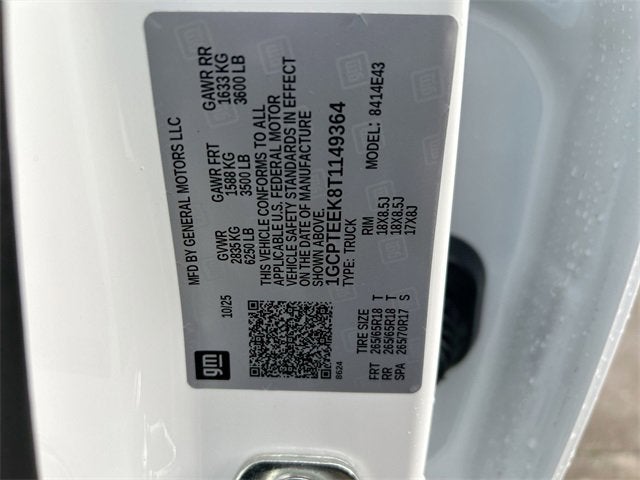 MFD BY GENERAL MOTORS LLC
10/25
GVWR
2835 KG
6250 LB
GAWR FRT
1588 KG
3500 LB
GAWR RR
1633 KG
3600 LB
THIS VEHICLE CONFORMS TO ALL
APPLICABLE U.S. FEDERAL MOTOR
VEHICLE SAFETY STANDARDS IN EFFECT
ON THE DATE OF MANUFACTURE
SHOWN ABOVE.
1GCPTEEK8T1149364
TYPE: TRUCK
MODEL: 8414E43
TIRE SIZE RIM
FRT 265/65R18 T 18X8.5J
RR 265/65R18 T 18X8.5J
SPA 265/70R17 S 17X8J
gm
8624